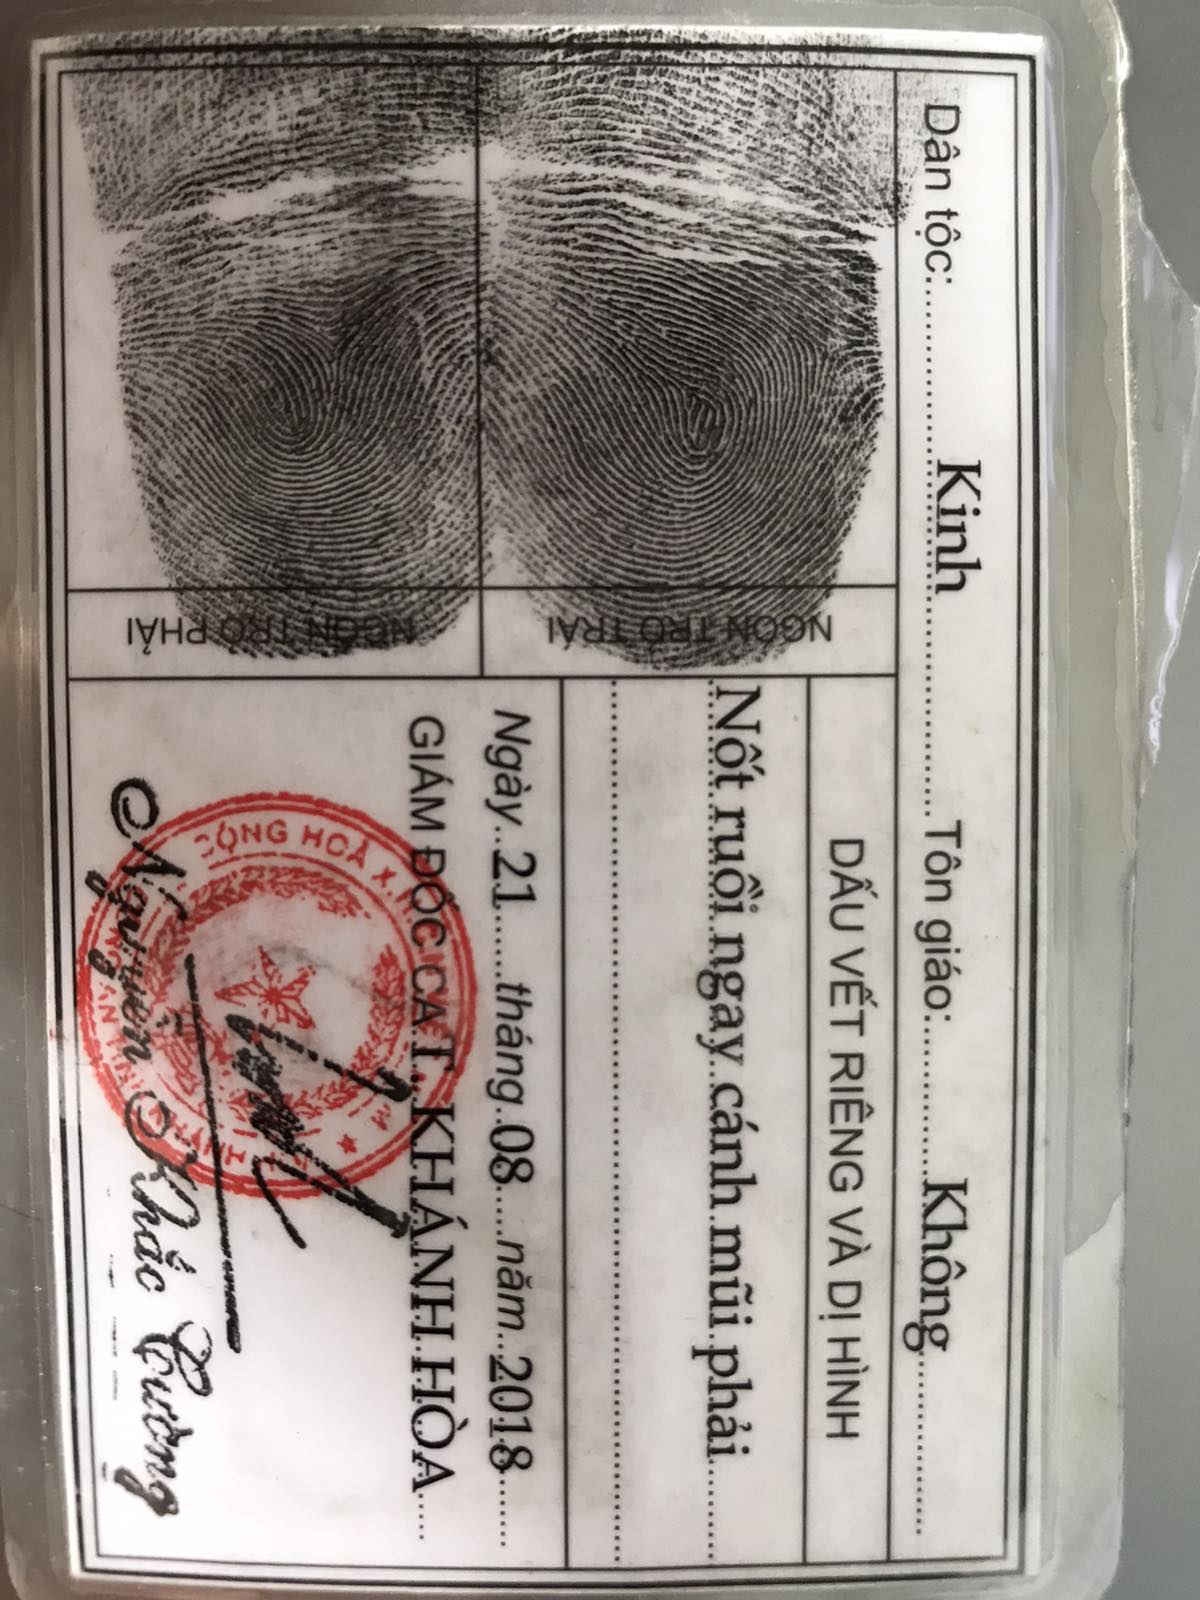 Dân tộc: Kinh Tôn giáo: Không
NGÓN TRỎ TRÁI
NGÓN TRỎ PHẢI
DẤU VẾT RIÊNG VÀ DỊ HÌNH
Nốt ruồi ngay cánh mũi phải
Ngày 21 tháng 08 năm 2018
GIÁM ĐỐC CA T. KHÁNH HÒA
CỘNG HOÀ X
Nguyễn Khắc Cường